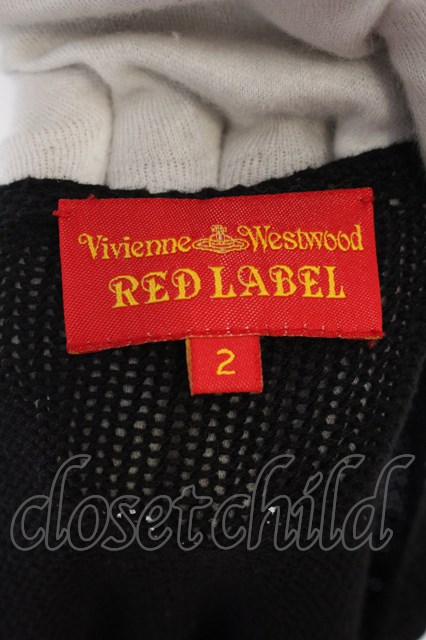 Vivienne Westwood
RED LABEL
2
closetchild